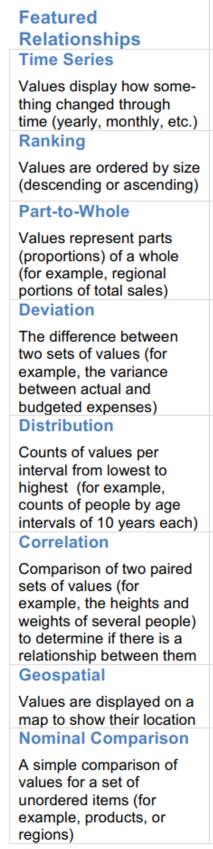 Featured
Relationships
Time Series
Values display how some-
thing changed through
time (yearly, monthly, etc.)
Ranking
Values are ordered by size
(descending or ascending)
Part-to-Whole
Values represent parts
(proportions) of a whole
(for example, regional
portions of total sales)
Deviation
The difference between
two sets of values (for
example, the variance
between actual and
budgeted expenses)
Distribution
Counts of values per
interval from lowest to
highest (for example,
counts of people by age
intervals of 10 years each)
Correlation
Comparison of two paired
sets of values (for
example, the heights and
weights of several people)
to determine if there is a
relationship between them
Geospatial
Values are displayed on a
map to show their location
Nominal Comparison
A simple comparison of
values for a set of
unordered items (for
example, products, or
regions)